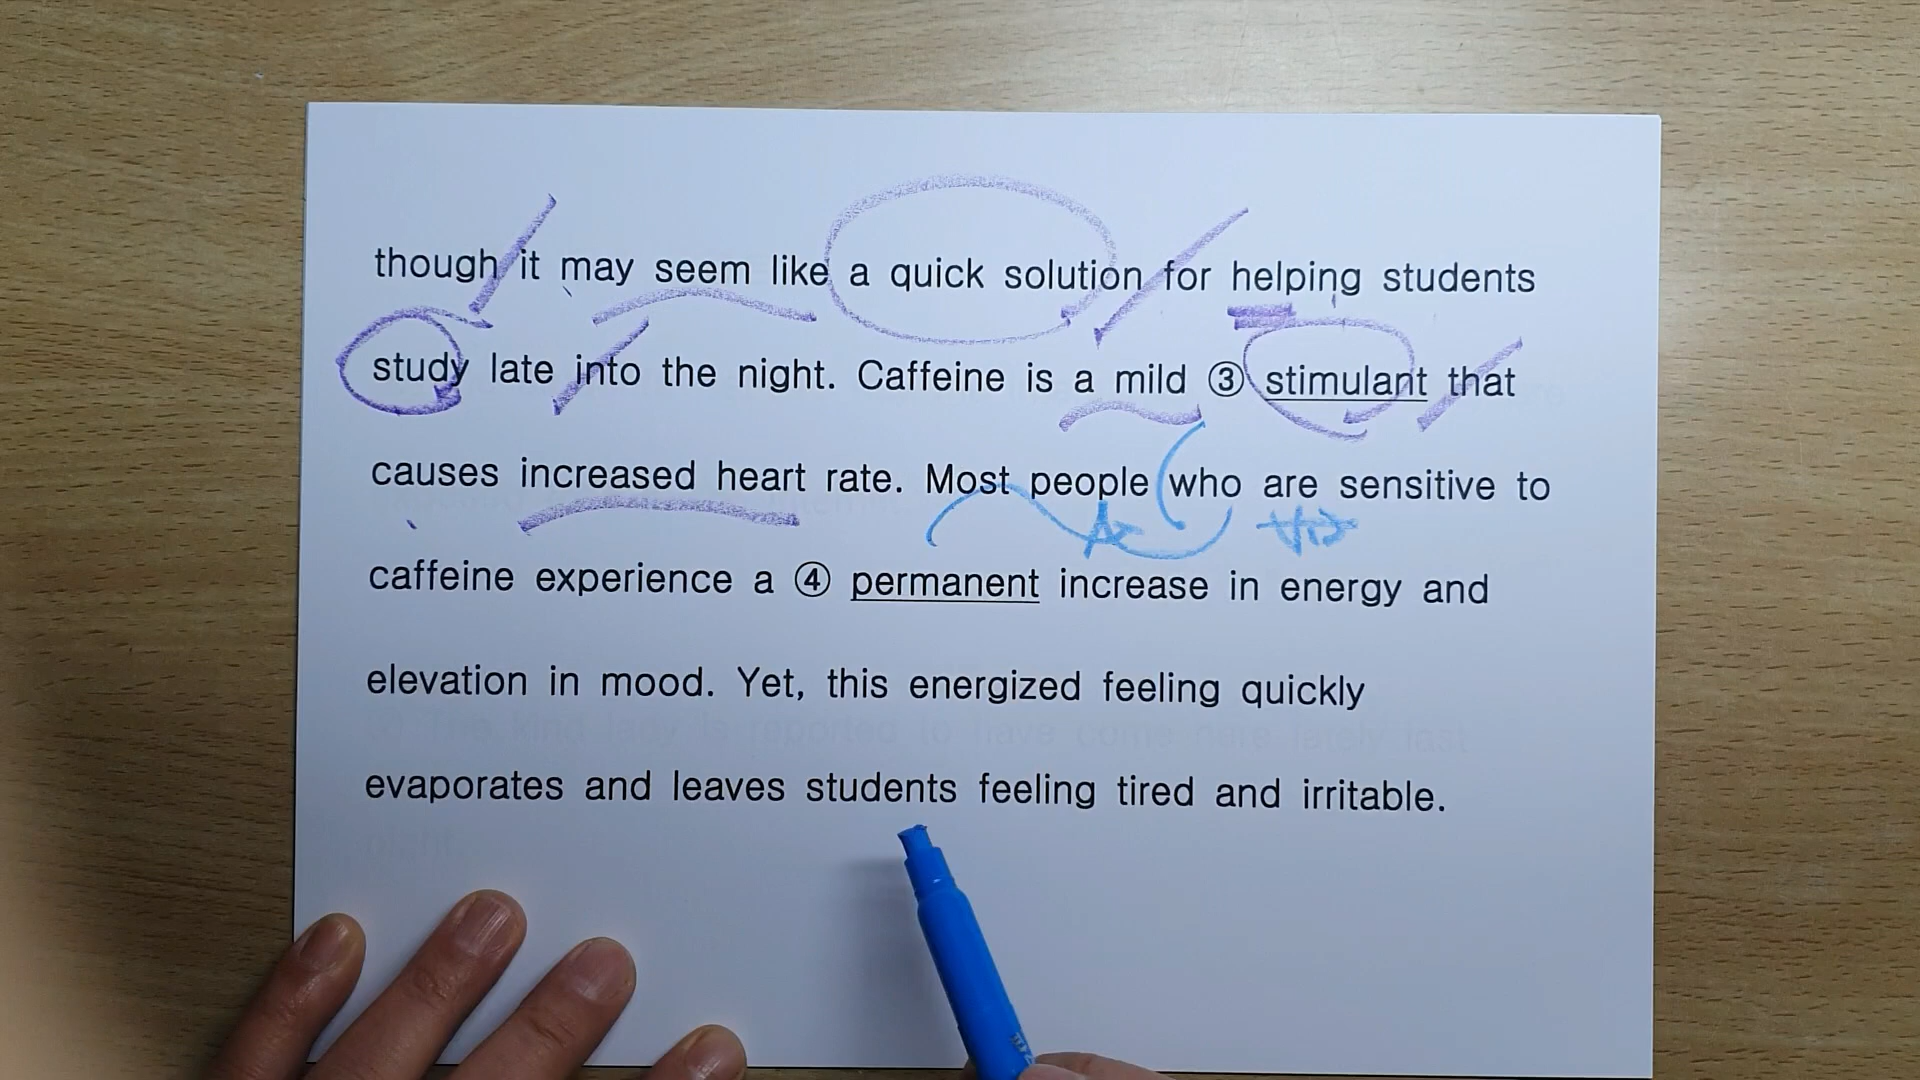 though it may seem like a quick solution for helping students
study late into the night. Caffeine is a mild ③ stimulant that
causes increased heart rate. Most people who are sensitive to
caffeine experience a ④ permanent increase in energy and
elevation in mood. Yet, this energized feeling quickly
evaporates and leaves students feeling tired and irritable.